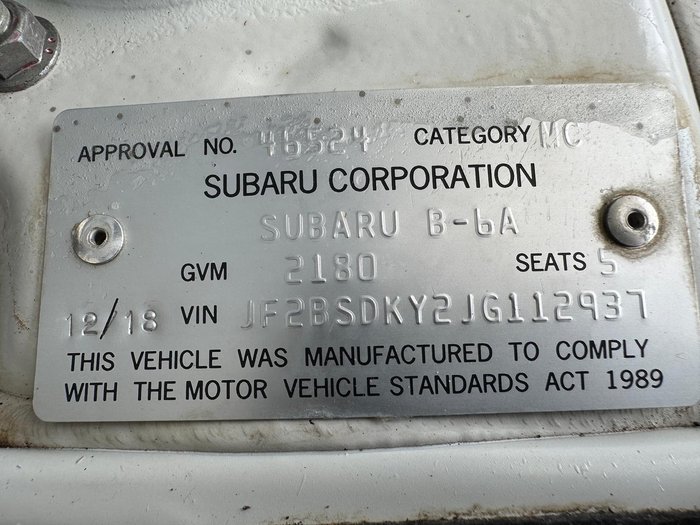 APPROVAL NO. 46524 CATEGORY MC
SUBARU CORPORATION
SUBARU B-6A
GVM 2180 SEATS 5
12/18 VIN JF2BSDKY2JG112937
THIS VEHICLE WAS MANUFACTURED TO COMPLY
WITH THE MOTOR VEHICLE STANDARDS ACT 1989